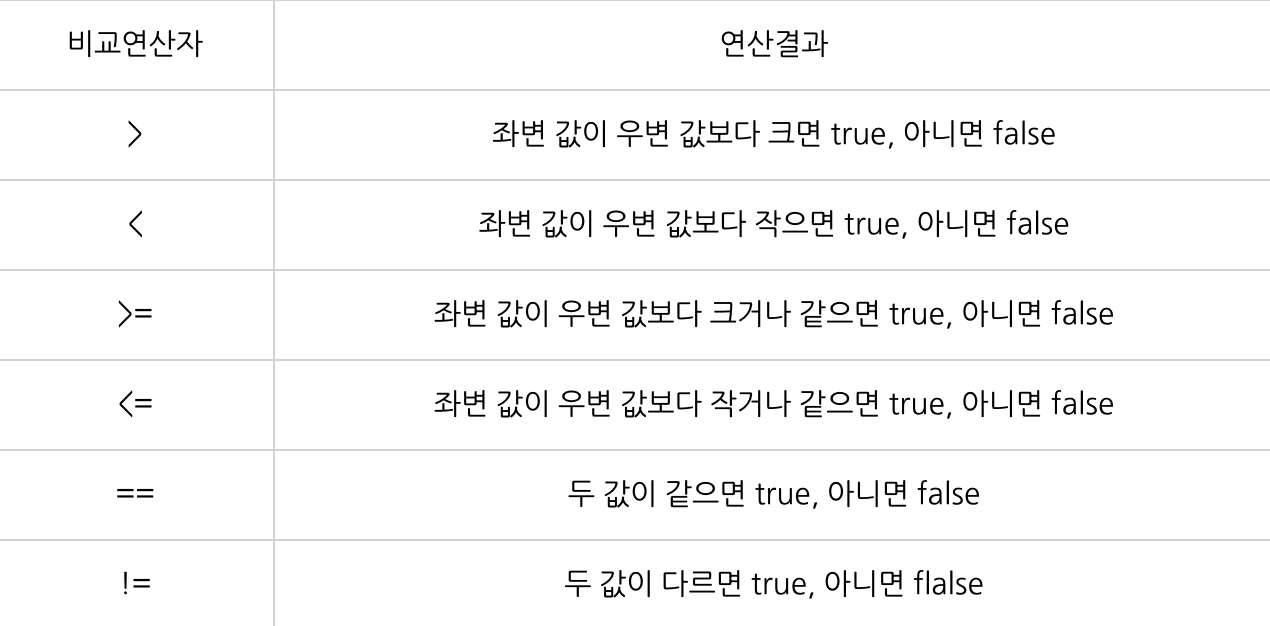 비교연산자 연산결과
> 좌변 값이 우변 값보다 크면 true, 아니면 false
< 좌변 값이 우변 값보다 작으면 true, 아니면 false
>= 좌변 값이 우변 값보다 크거나 같으면 true, 아니면 false
<= 좌변 값이 우변 값보다 작거나 같으면 true, 아니면 false
== 두 값이 같으면 true, 아니면 false
!= 두 값이 다르면 true, 아니면 flalse